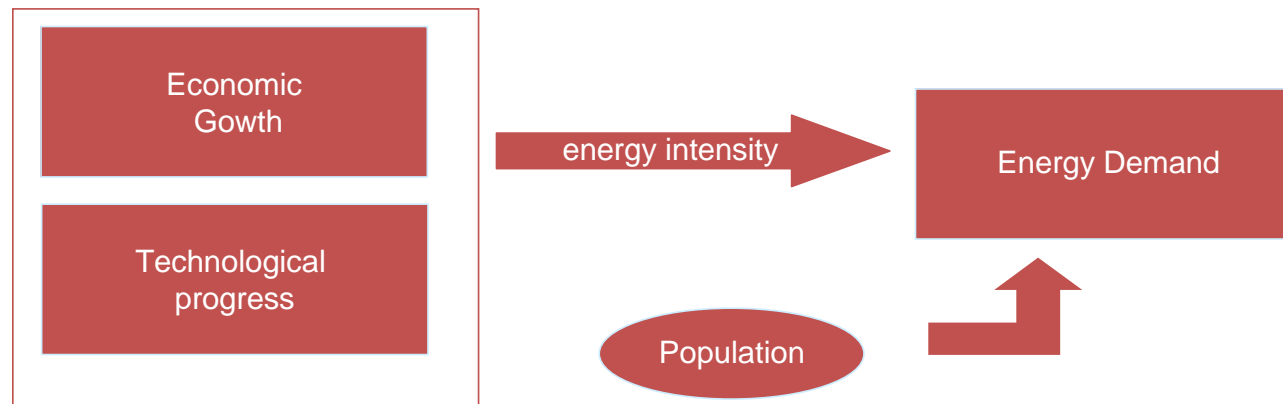 Economic
Gowth
energy intensity
Energy Demand
Technological
progress
Population